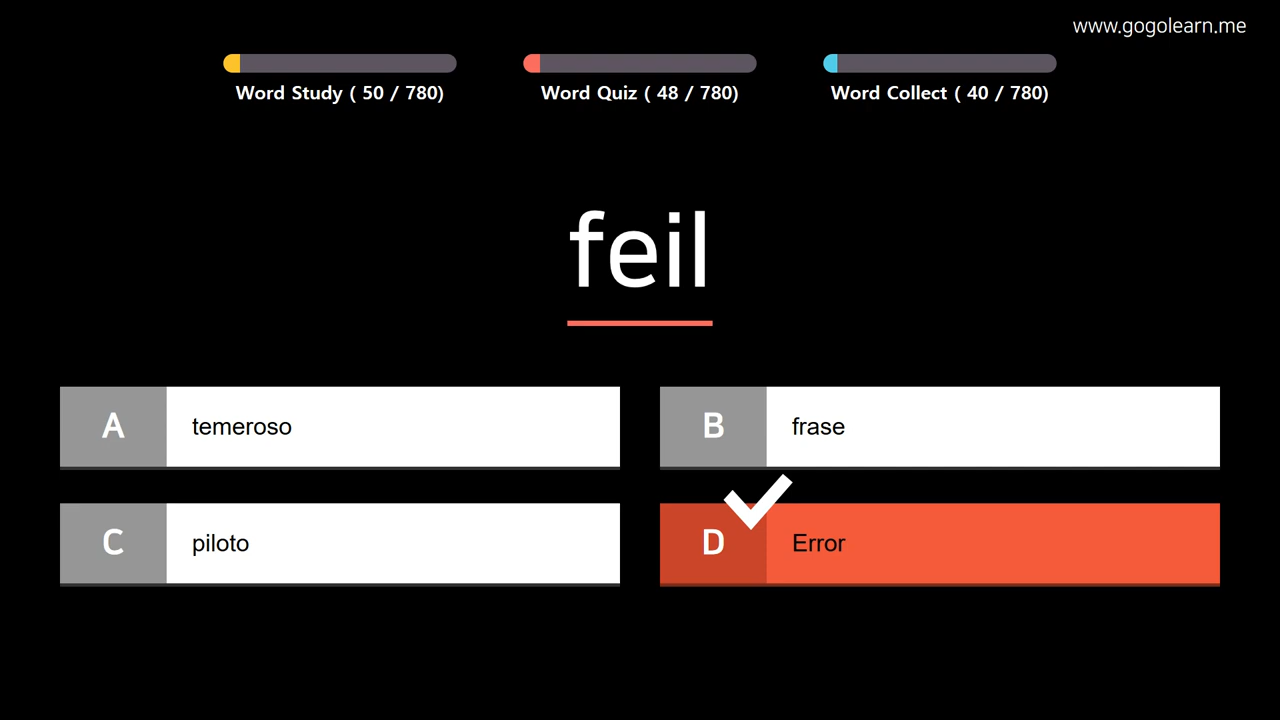 www.gogolearn.me
Word Study ( 50 / 780)
Word Quiz ( 48 / 780)
Word Collect ( 40 / 780)
feil
A temeroso
B frase
C piloto
D Error